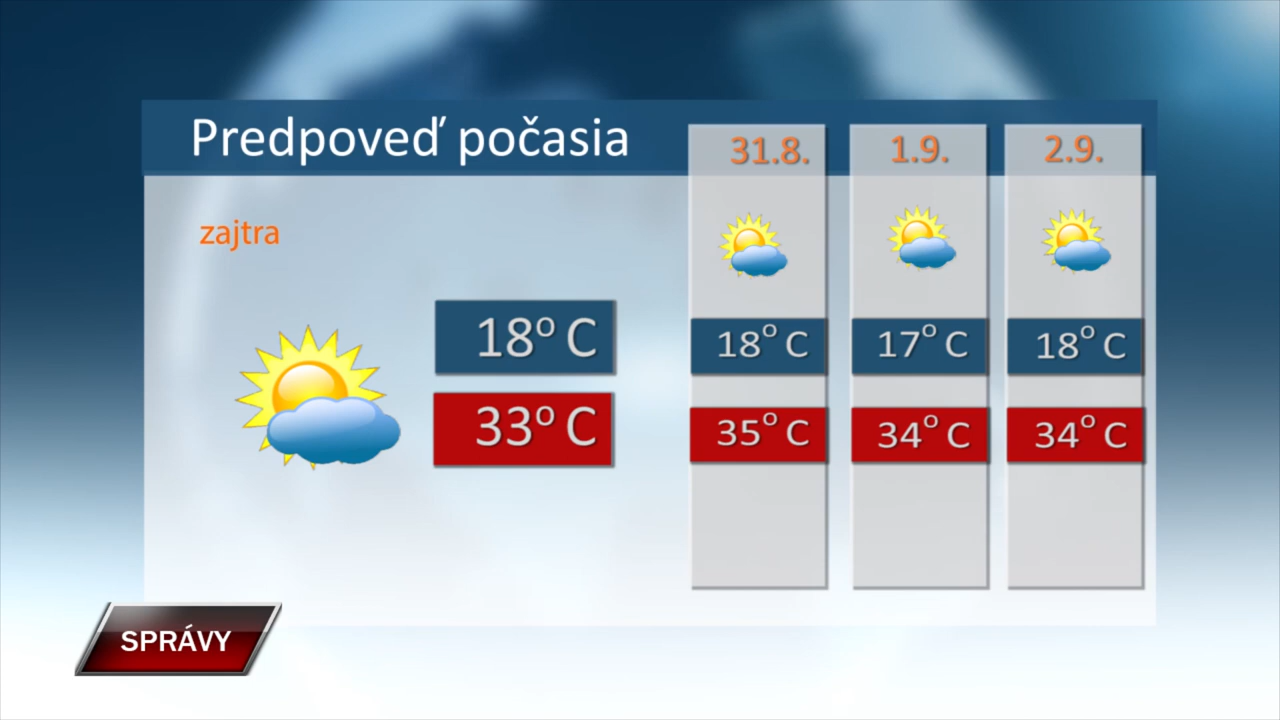 Predpoveď počasia
zajtra
18° C
33° C
31.8. 1.9. 2.9.
18° C 17° C 18° C
35° C 34° C 34° C
SPRÁVY